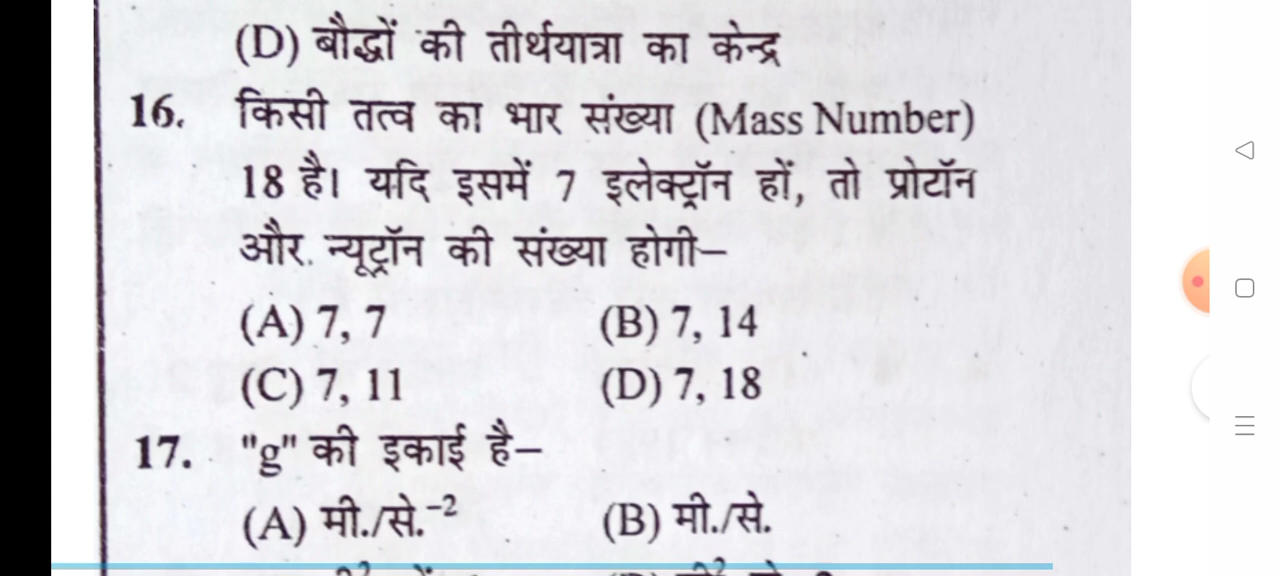 (D) बौद्धों की तीर्थयात्रा का केन्द्र
16. किसी तत्व का भार संख्या (Mass Number)
18 है। यदि इसमें 7 इलेक्ट्रॉन हों, तो प्रोटॉन
और न्यूट्रॉन की संख्या होगी–
(A) 7, 7 (B) 7, 14
(C) 7, 11 (D) 7, 18
17. "g" की इकाई है–
(A) मी./से.⁻² (B) मी./से.